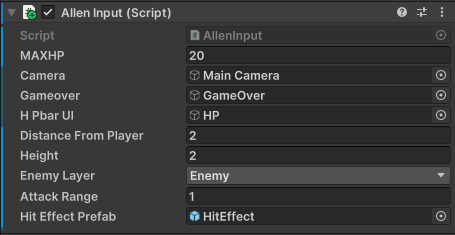 Allen Input (Script)
Script AllenInput
MAXHP 20
Camera Main Camera
Gameover GameOver
H Pbar UI HP
Distance From Player 2
Height 2
Enemy Layer Enemy
Attack Range 1
Hit Effect Prefab HitEffect